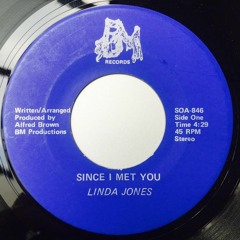 BM
RECORDS
Written/Arranged
Produced by
Alfred Brown
BM Productions
SOA-846
Side One
Time 4:29
45 RPM
Stereo
SINCE I MET YOU
LINDA JONES